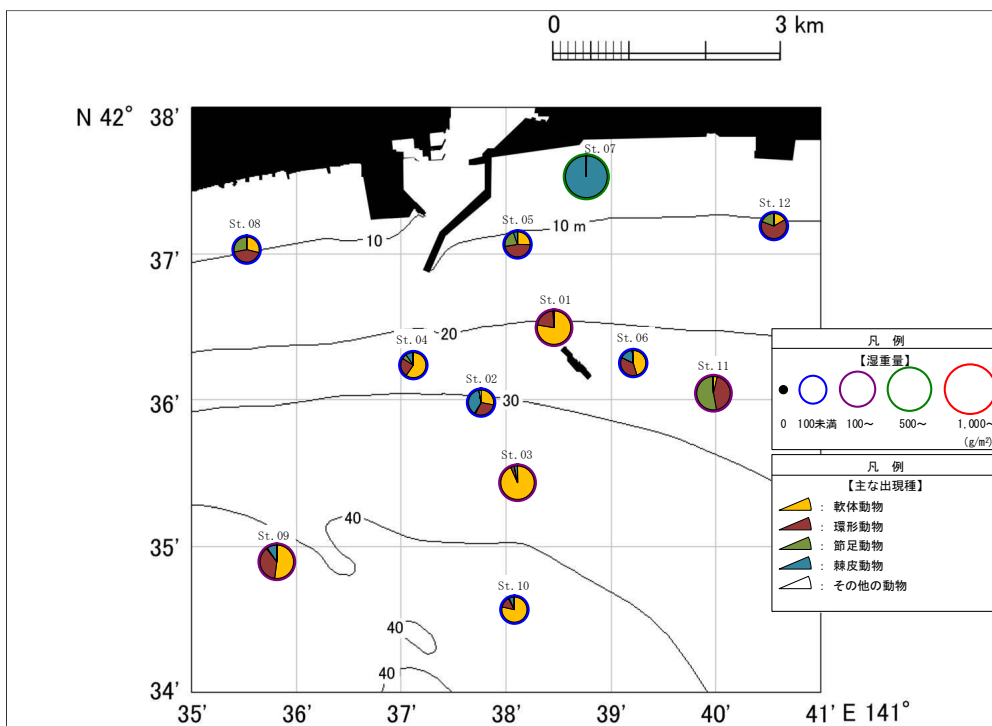 0 3 km
N 42° 38'
St.07
St.12
St.08
St.05
10
10 m
37'
St.01
20
St.04
St.06
St.11
St.02
30
36'
St.03
40
St.09
35'
St.10
40
40
34'
35' 36' 37' 38' 39' 40' 41' E 141°
凡 例
【湿重量】
0 100未満 100～ 500～ 1,000～
(g/m²)
凡 例
【主な出現種】
： 軟体動物
： 環形動物
： 節足動物
： 棘皮動物
： その他の動物